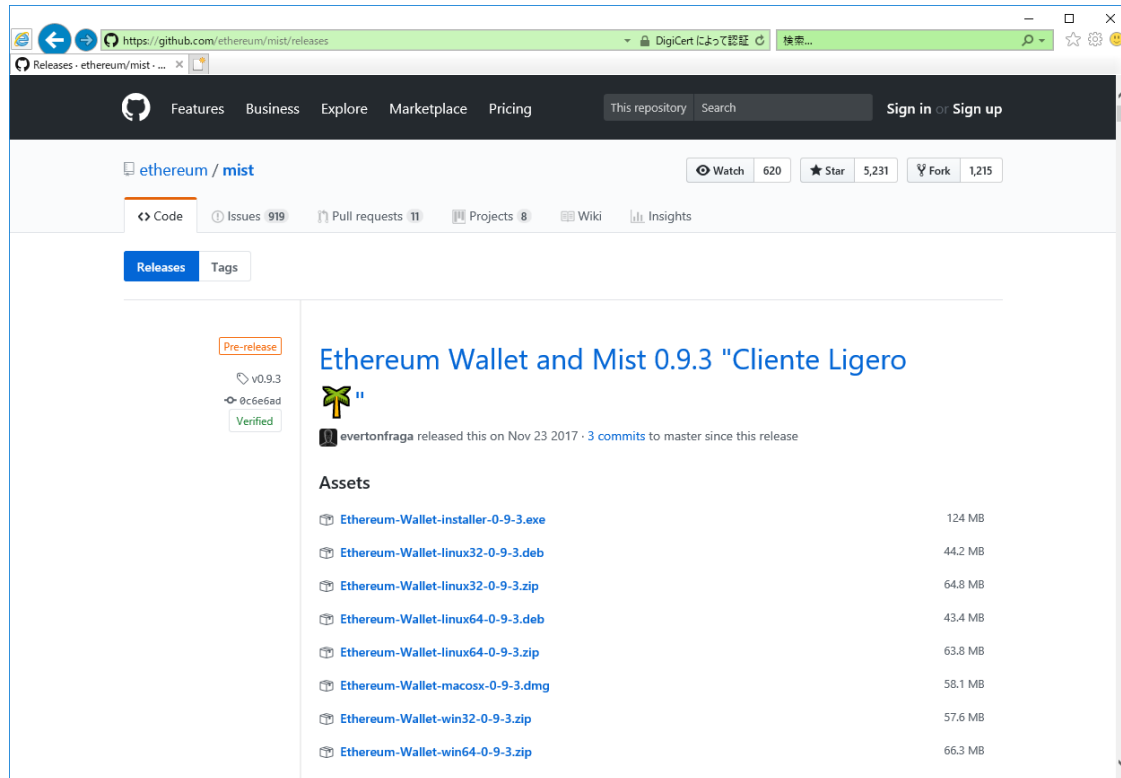 https://github.com/ethereum/mist/releases DigiCert によって認証 検索...
Releases · ethereum/mist · ...
Features Business Explore Marketplace Pricing This repository Search Sign in or Sign up
ethereum / mist Watch 620 Star 5,231 Fork 1,215
Code Issues 919 Pull requests 11 Projects 8 Wiki Insights
Releases Tags
Pre-release
v0.9.3
0c6e6ad
Verified
Ethereum Wallet and Mist 0.9.3 "Cliente Ligero
🌴"
evertonfraga released this on Nov 23 2017 · 3 commits to master since this release
Assets
Ethereum-Wallet-installer-0-9-3.exe 124 MB
Ethereum-Wallet-linux32-0-9-3.deb 44.2 MB
Ethereum-Wallet-linux32-0-9-3.zip 64.8 MB
Ethereum-Wallet-linux64-0-9-3.deb 43.4 MB
Ethereum-Wallet-linux64-0-9-3.zip 63.8 MB
Ethereum-Wallet-macosx-0-9-3.dmg 58.1 MB
Ethereum-Wallet-win32-0-9-3.zip 57.6 MB
Ethereum-Wallet-win64-0-9-3.zip 66.3 MB